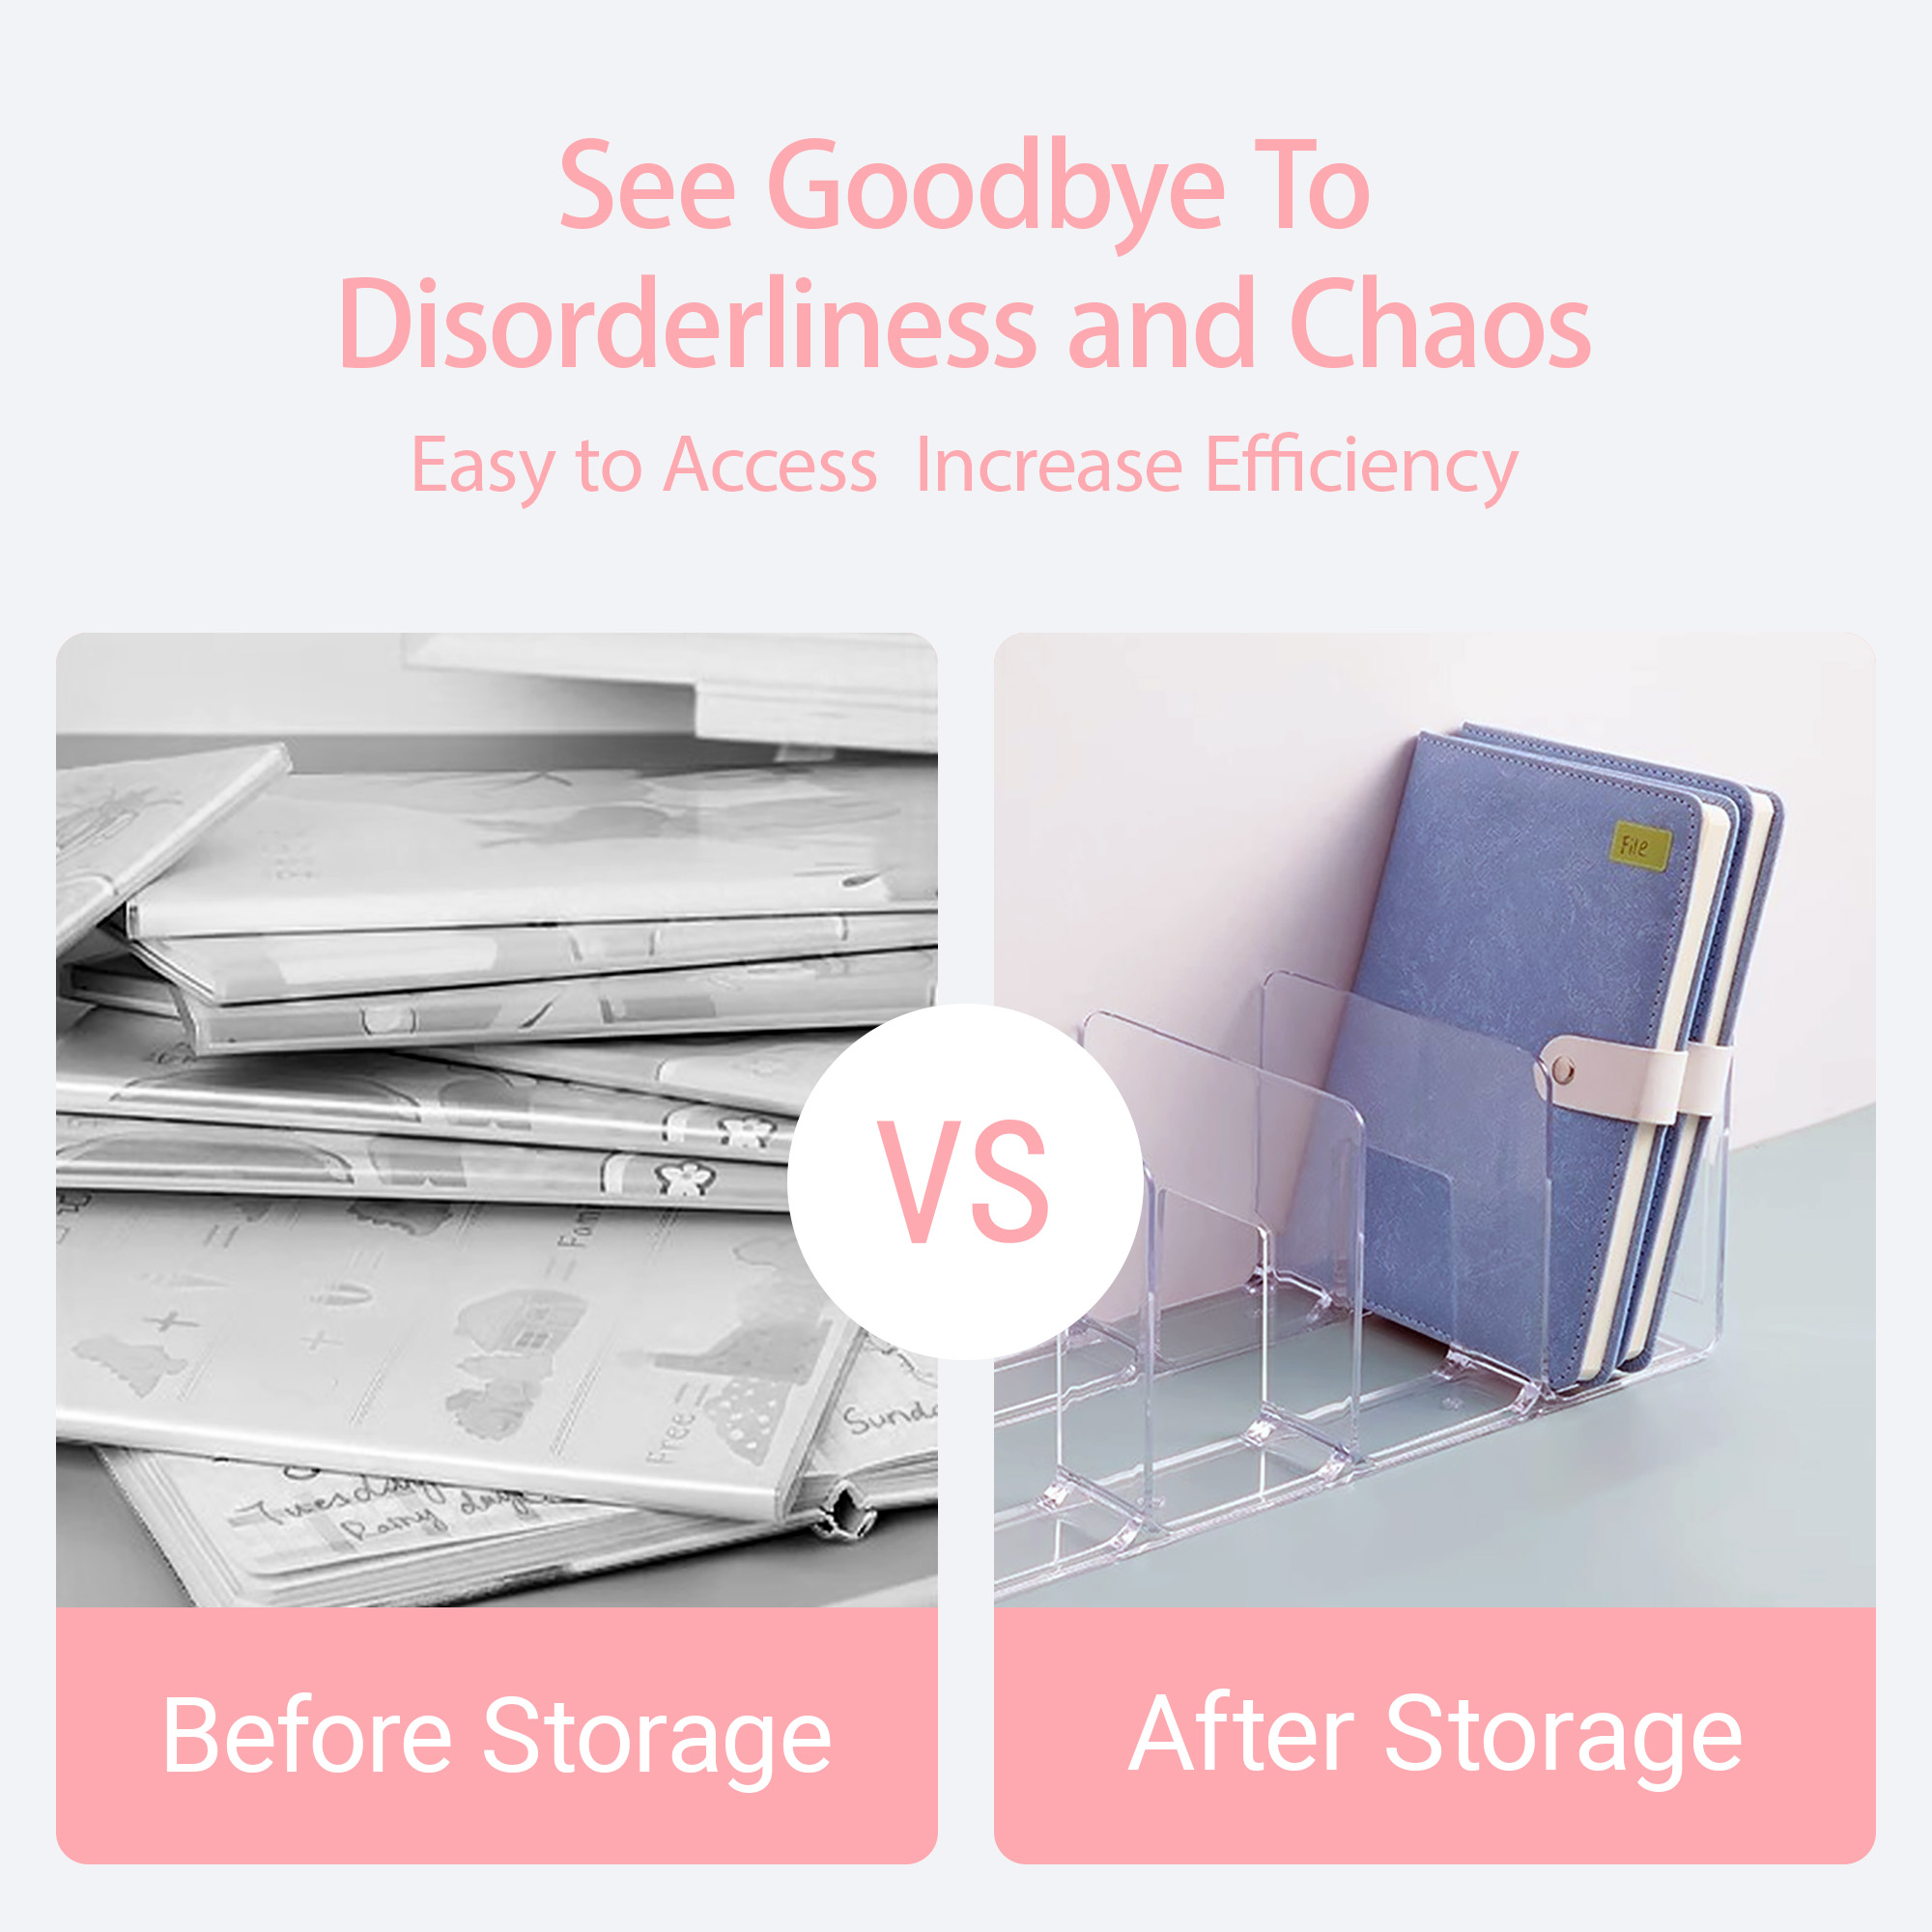 See Goodbye To
Disorderliness and Chaos
Easy to Access  Increase Efficiency
File
VS
Free =
Sunda
Tuesday
Rainy day
Before Storage
After Storage